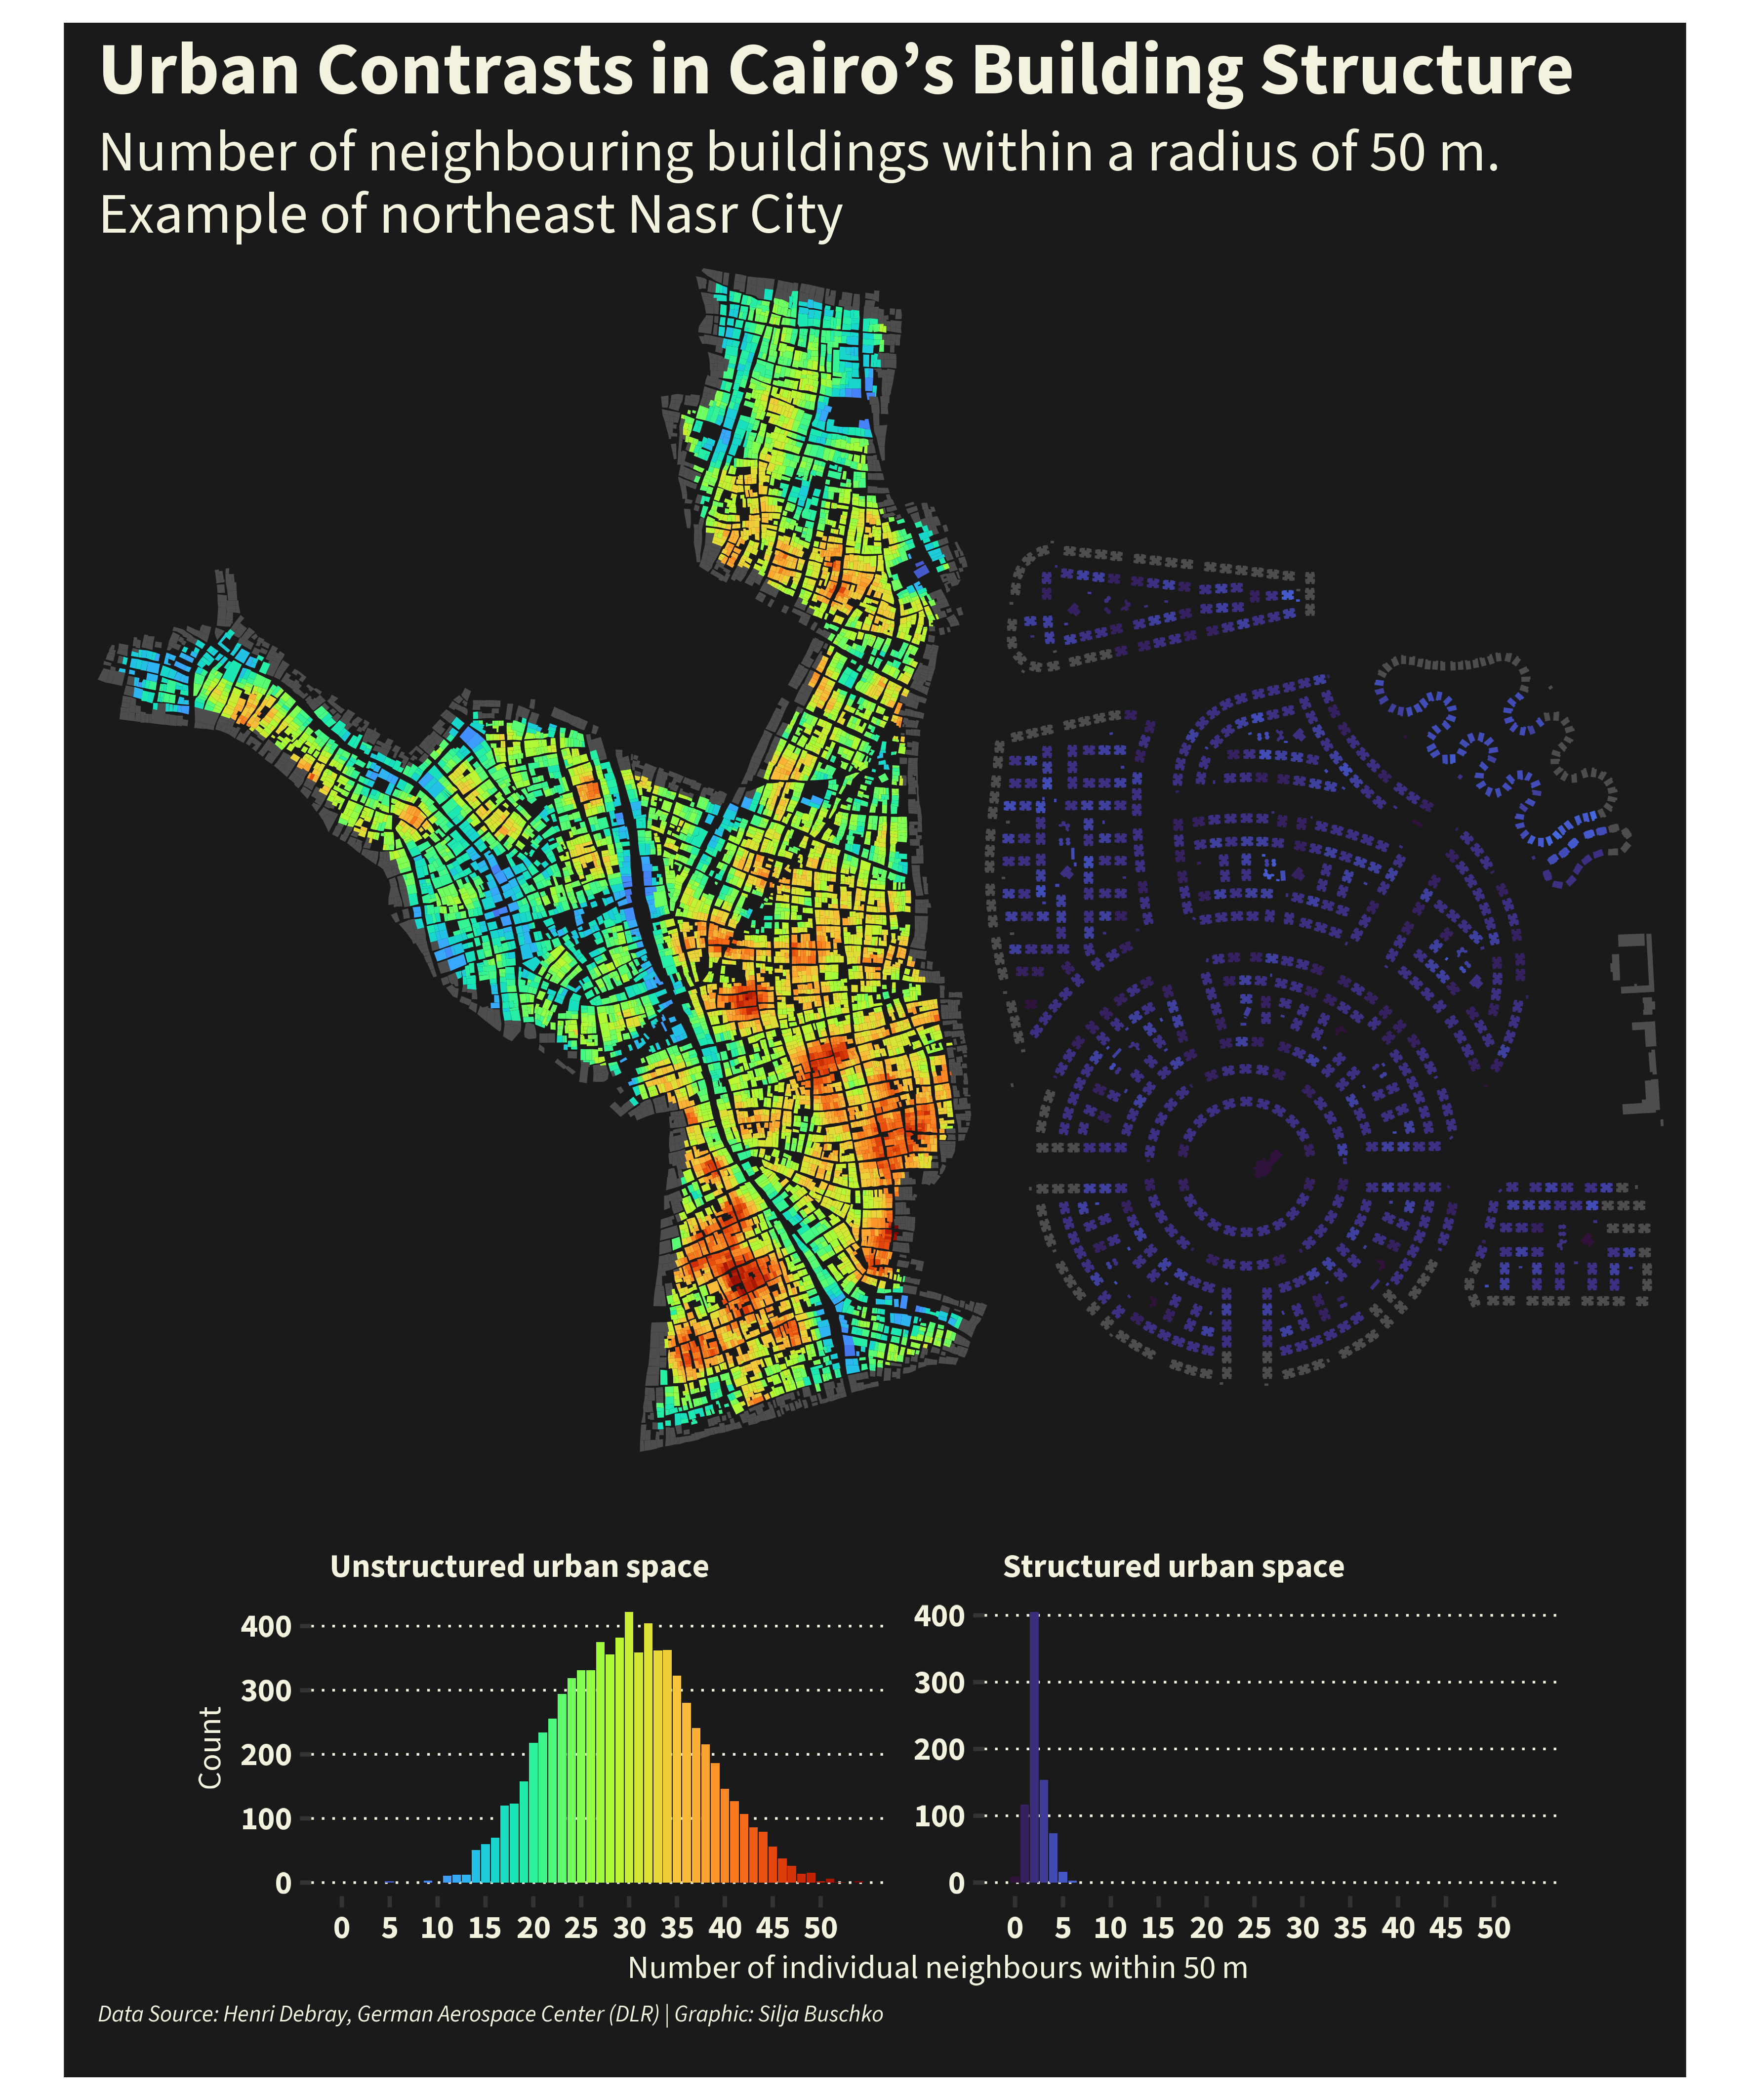 Urban Contrasts in Cairo’s Building Structure
Number of neighbouring buildings within a radius of 50 m.
Example of northeast Nasr City
Unstructured urban space
Structured urban space
Count
400
300
200
100
0
0 5 10 15 20 25 30 35 40 45 50
400
300
200
100
0
0 5 10 15 20 25 30 35 40 45 50
Number of individual neighbours within 50 m
Data Source: Henri Debray, German Aerospace Center (DLR) | Graphic: Silja Buschko